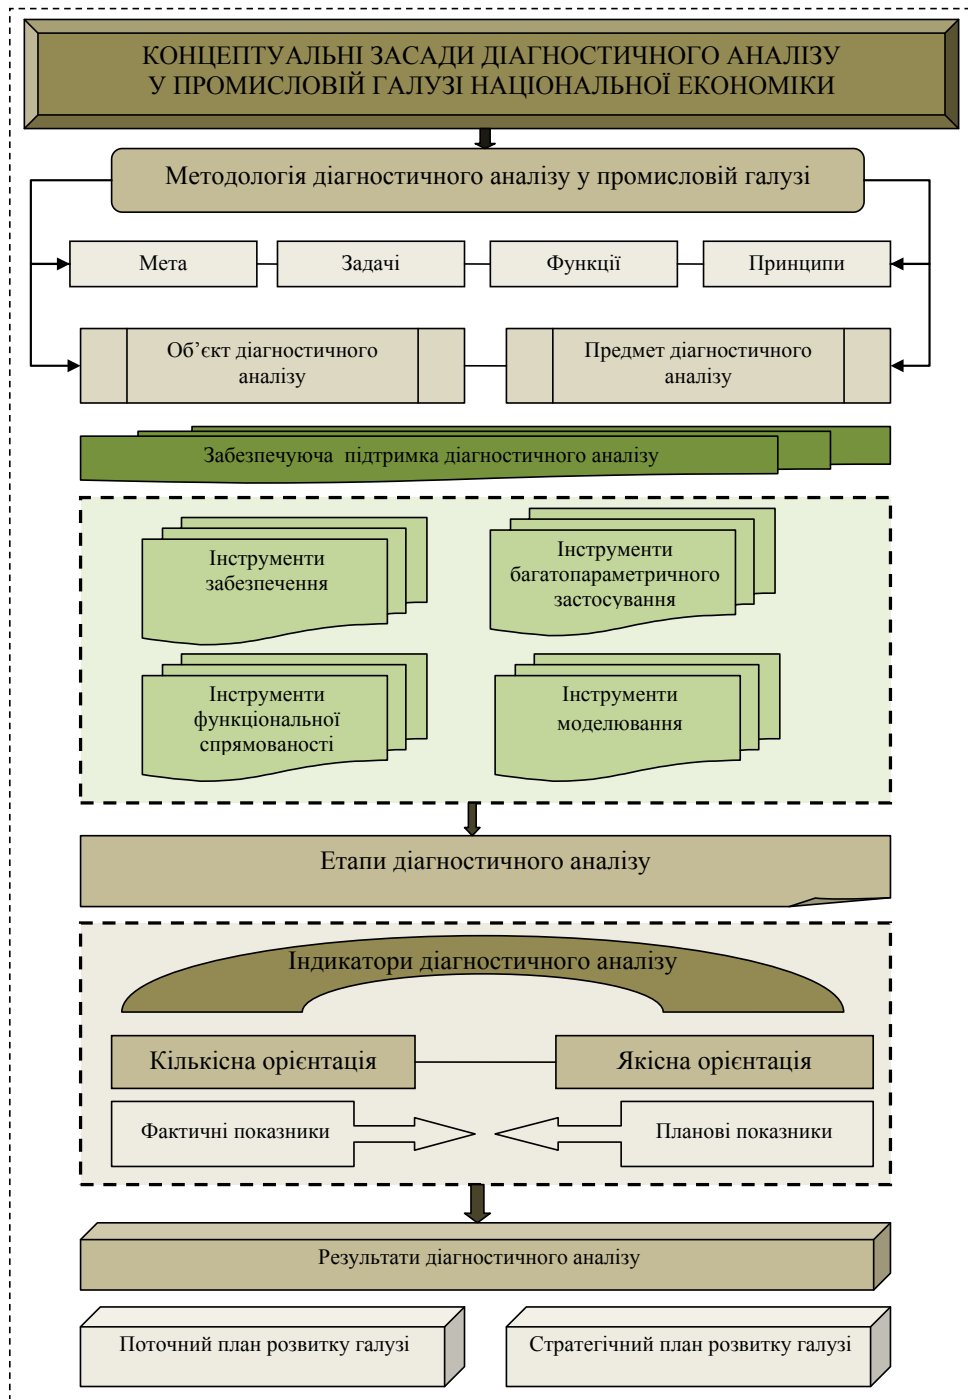 КОНЦЕПТУАЛЬНІ ЗАСАДИ ДІАГНОСТИЧНОГО АНАЛІЗУ
У ПРОМИСЛОВІЙ ГАЛУЗІ НАЦІОНАЛЬНОЇ ЕКОНОМІКИ
Методологія діагностичного аналізу у промисловій галузі
Мета
Задачі
Функції
Принципи
Об’єкт діагностичного
аналізу
Предмет діагностичного
аналізу
Забезпечуюча підтримка діагностичного аналізу
Інструменти
забезпечення
Інструменти
багатопараметричного
застосування
Інструменти
функціональної
спрямованості
Інструменти
моделювання
Етапи діагностичного аналізу
Індикатори діагностичного аналізу
Кількісна орієнтація
Якісна орієнтація
Фактичні показники
Планові показники
Результати діагностичного аналізу
Поточний план розвитку галузі
Стратегічний план розвитку галузі